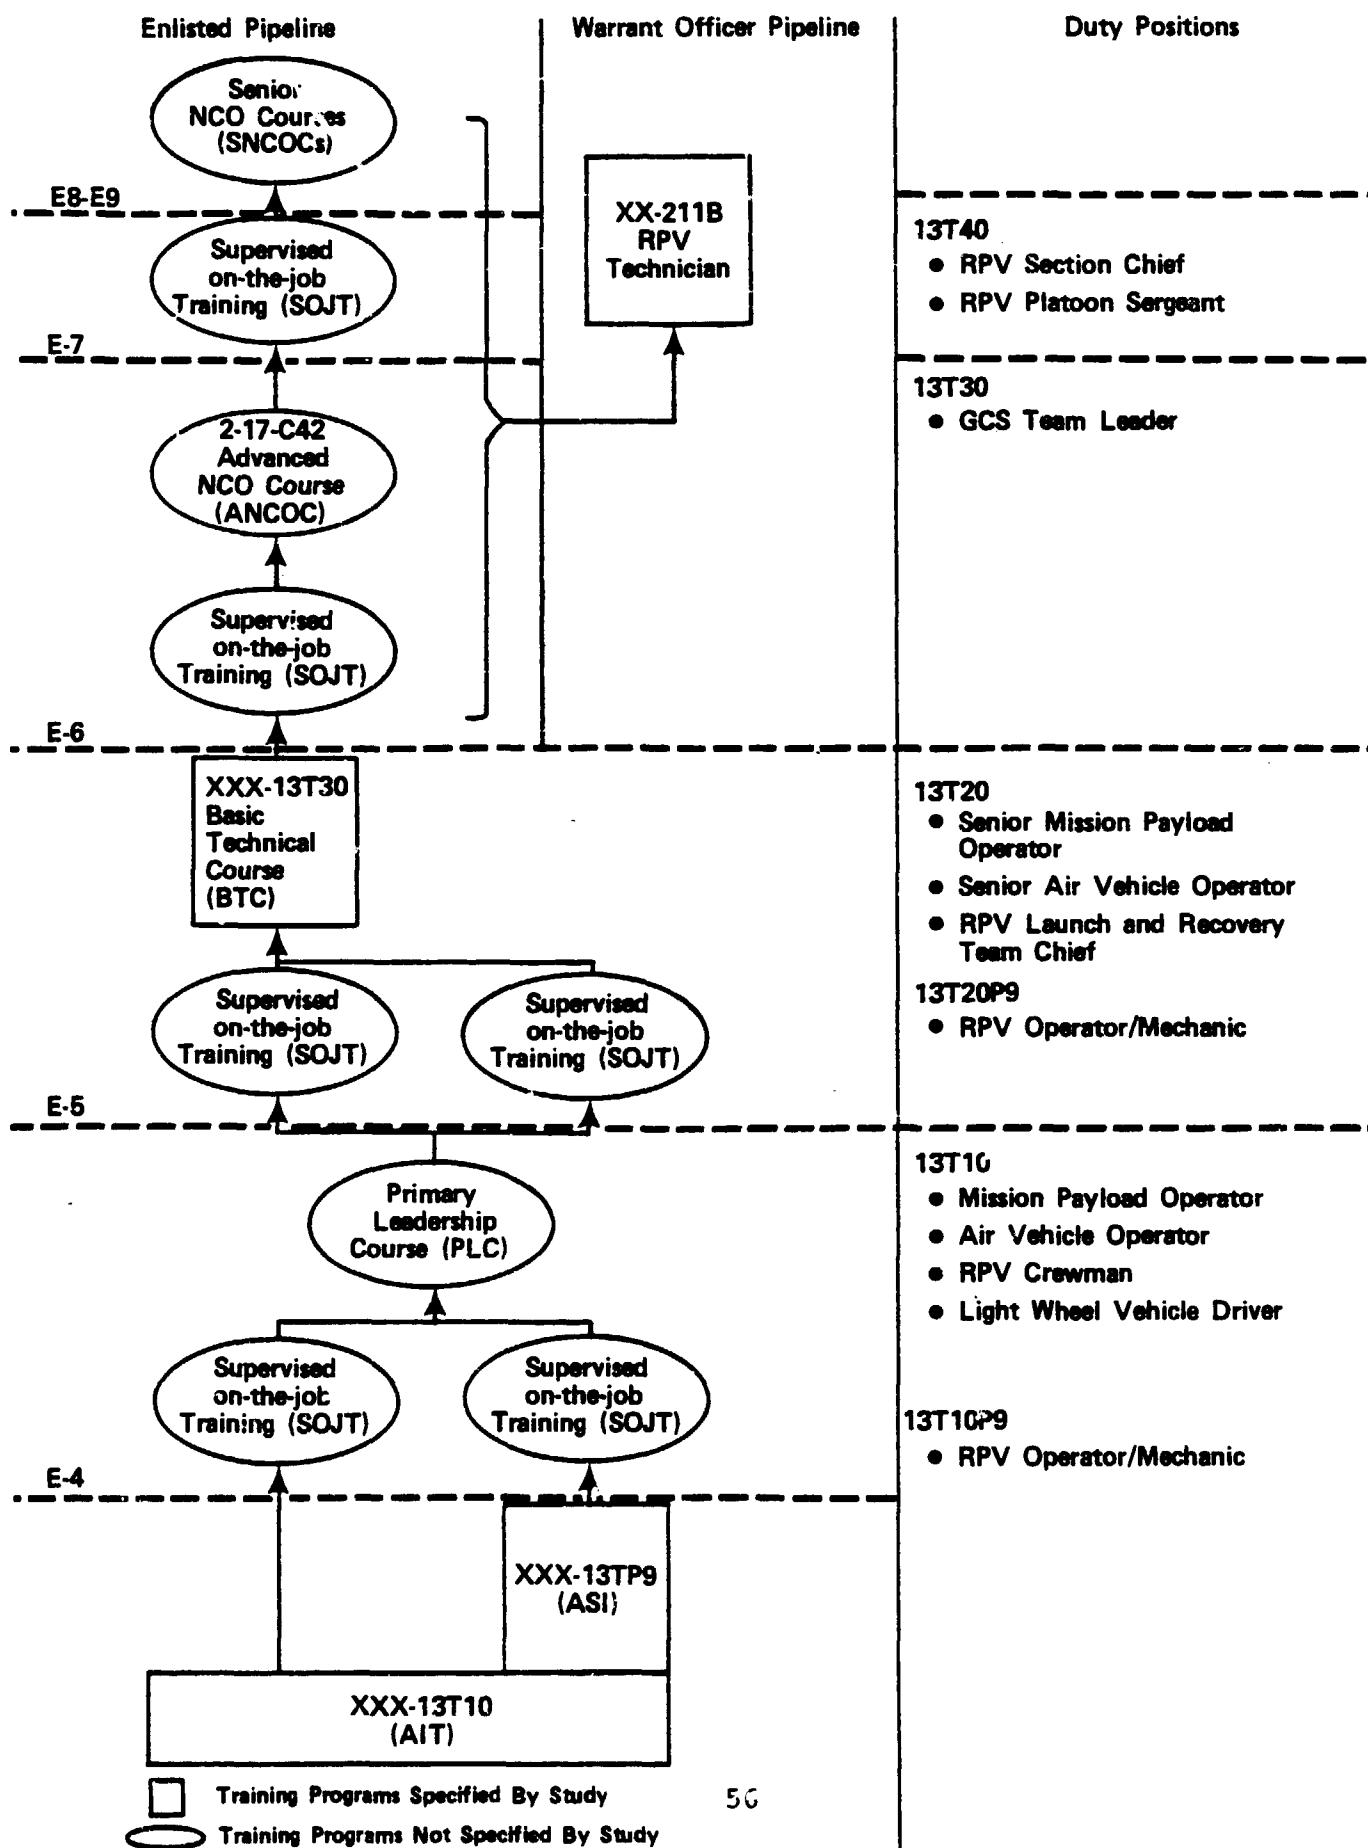 Enlisted Pipeline
Warrant Officer Pipeline
Duty Positions
Senior
NCO Courses
(SNCOCs)
E8-E9
Supervised
on-the-job
Training (SOJT)
E-7
2-17-C42
Advanced
NCO Course
(ANCOC)
Supervised
on-the-job
Training (SOJT)
E-6
XX-211B
RPV
Technician
13T40
• RPV Section Chief
• RPV Platoon Sergeant
13T30
• GCS Team Leader
XXX-13T30
Basic
Technical
Course
(BTC)
Supervised
on-the-job
Training (SOJT)
Supervised
on-the-job
Training (SOJT)
E-5
13T20
• Senior Mission Payload
Operator
• Senior Air Vehicle Operator
• RPV Launch and Recovery
Team Chief
13T20P9
• RPV Operator/Mechanic
Primary
Leadership
Course (PLC)
Supervised
on-the-job
Training (SOJT)
Supervised
on-the-job
Training (SOJT)
E-4
13T10
• Mission Payload Operator
• Air Vehicle Operator
• RPV Crewman
• Light Wheel Vehicle Driver
13T10P9
• RPV Operator/Mechanic
XXX-13TP9
(ASI)
XXX-13T10
(AIT)
Training Programs Specified By Study
Training Programs Not Specified By Study